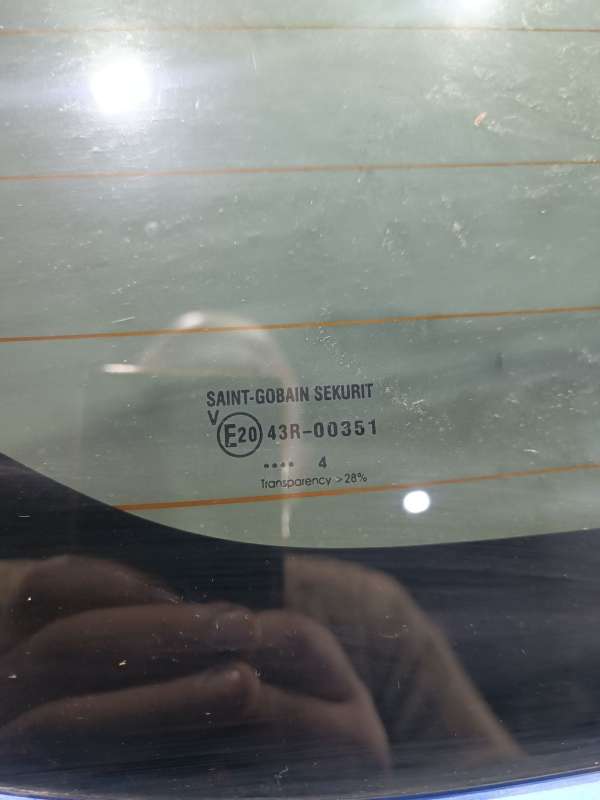 SAINT-GOBAIN SEKURIT
V
E20 43R-00351
•••• 4
Transparency >28%